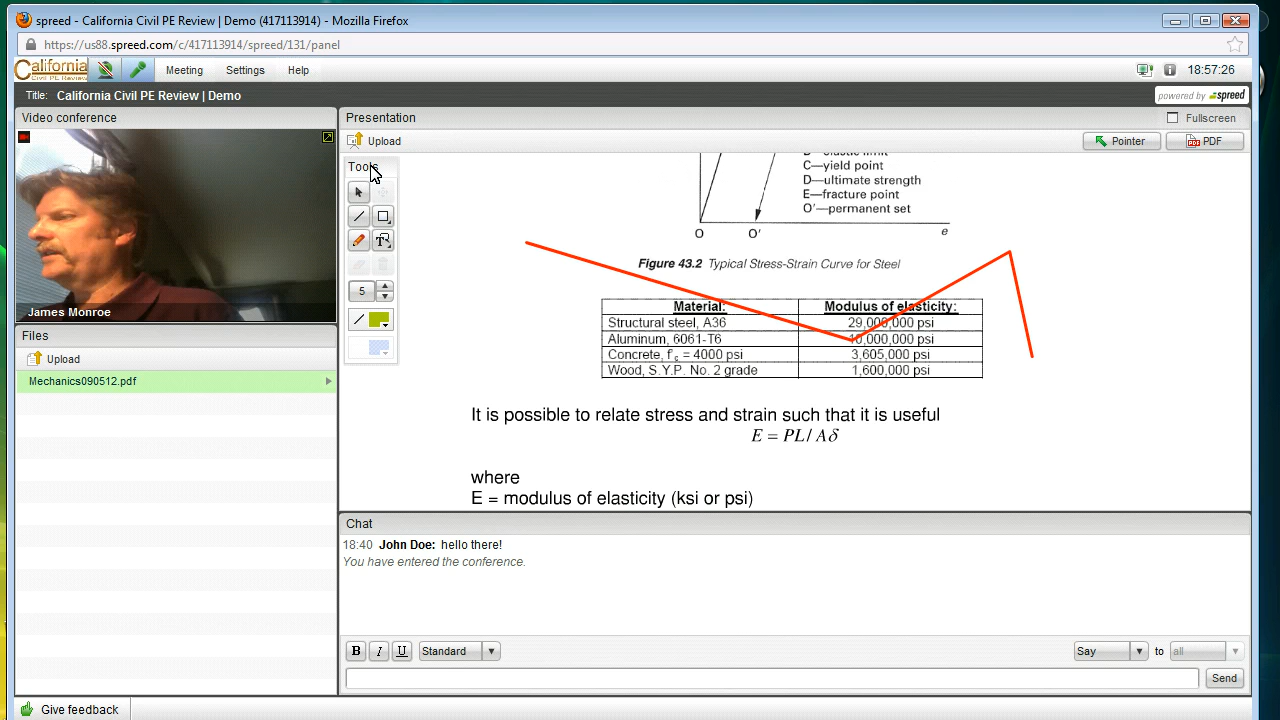 spreed - California Civil PE Review | Demo (417113914) - Mozilla Firefox
https://us88.spreed.com/c/417113914/spreed/131/panel
California
Civil PE Review
Meeting Settings Help
18:57:26
Title: California Civil PE Review | Demo
powered by spreed
Video conference
James Monroe
Files
Upload
Mechanics090512.pdf
Presentation
Fullscreen
Upload
Pointer
PDF
Tools
T
5
C—yield point
D—ultimate strength
E—fracture point
O'—permanent set
O O' e
Figure 43.2 Typical Stress-Strain Curve for Steel
Material: Modulus of elasticity:
Structural steel, A36 29,000,000 psi
Aluminum, 6061-T6 10,000,000 psi
Concrete, f'c = 4000 psi 3,605,000 psi
Wood, S.Y.P. No. 2 grade 1,600,000 psi
It is possible to relate stress and strain such that it is useful
E = PL / Aδ
where
E = modulus of elasticity (ksi or psi)
Chat
18:40 John Doe: hello there!
You have entered the conference.
B I U Standard
Say to all
Send
Give feedback